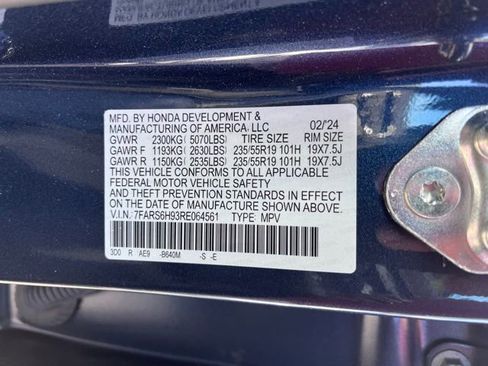 MFD. BY HONDA DEVELOPMENT &
MANUFACTURING OF AMERICA, LLC 02/'24
GVWR 2300KG( 5070LBS) TIRE SIZE RIM SIZE
GAWR F 1193KG( 2630LBS) 235/55R19 101H 19X7.5J
GAWR R 1150KG( 2535LBS) 235/55R19 101H 19X7.5J
THIS VEHICLE CONFORMS TO ALL APPLICABLE
FEDERAL MOTOR VEHICLE SAFETY
AND THEFT PREVENTION STANDARDS IN EFFECT
ON THE DATE OF MANUFACTURE SHOWN ABOVE.
V.I.N. 7FARS6H93RE064561 TYPE: MPV
3D0 R AE9 -B640M -S -E